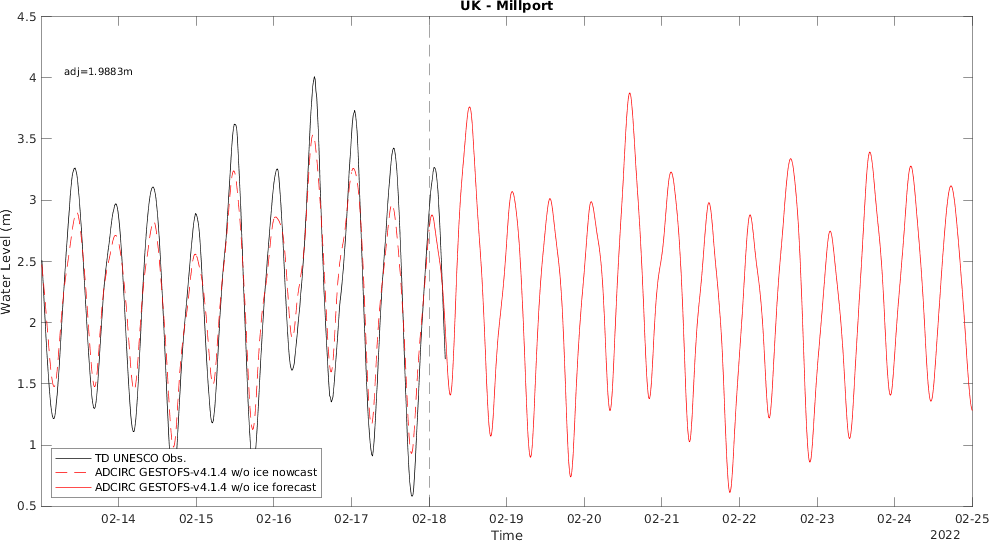 UK - Millport
4.5
4
3.5
3
2.5
2
1.5
1
0.5
Water Level (m)
adj=1.9883m
TD UNESCO Obs.
ADCIRC GESTOFS-v4.1.4 w/o ice nowcast
ADCIRC GESTOFS-v4.1.4 w/o ice forecast
02-14 02-15 02-16 02-17 02-18 02-19 02-20 02-21 02-22 02-23 02-24 02-25
Time
2022